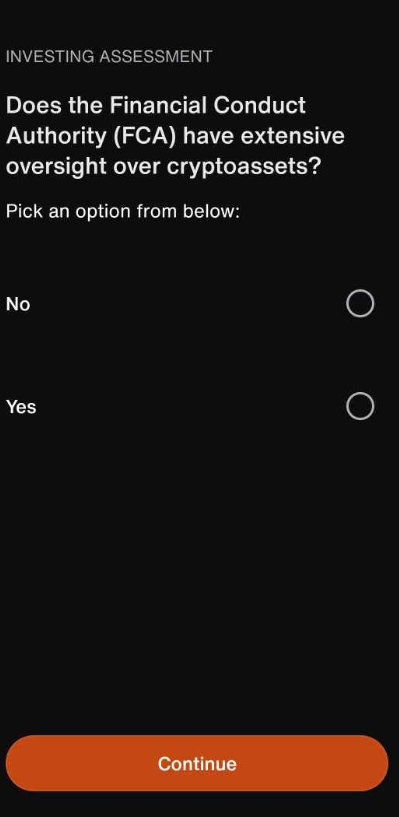 INVESTING ASSESSMENT
Does the Financial Conduct
Authority (FCA) have extensive
oversight over cryptoassets?
Pick an option from below:
No
Yes
Continue